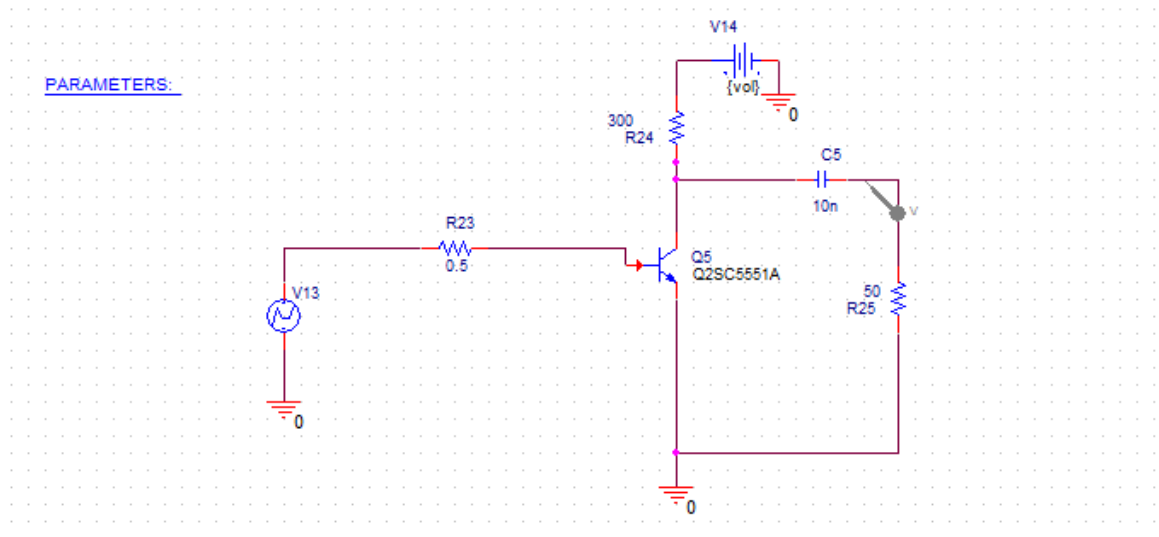 V14
PARAMETERS:
{vol}
0
300
R24
C5
10n
V
R23
0.5
Q5
Q2SC5551A
V13
50
R25
0
0